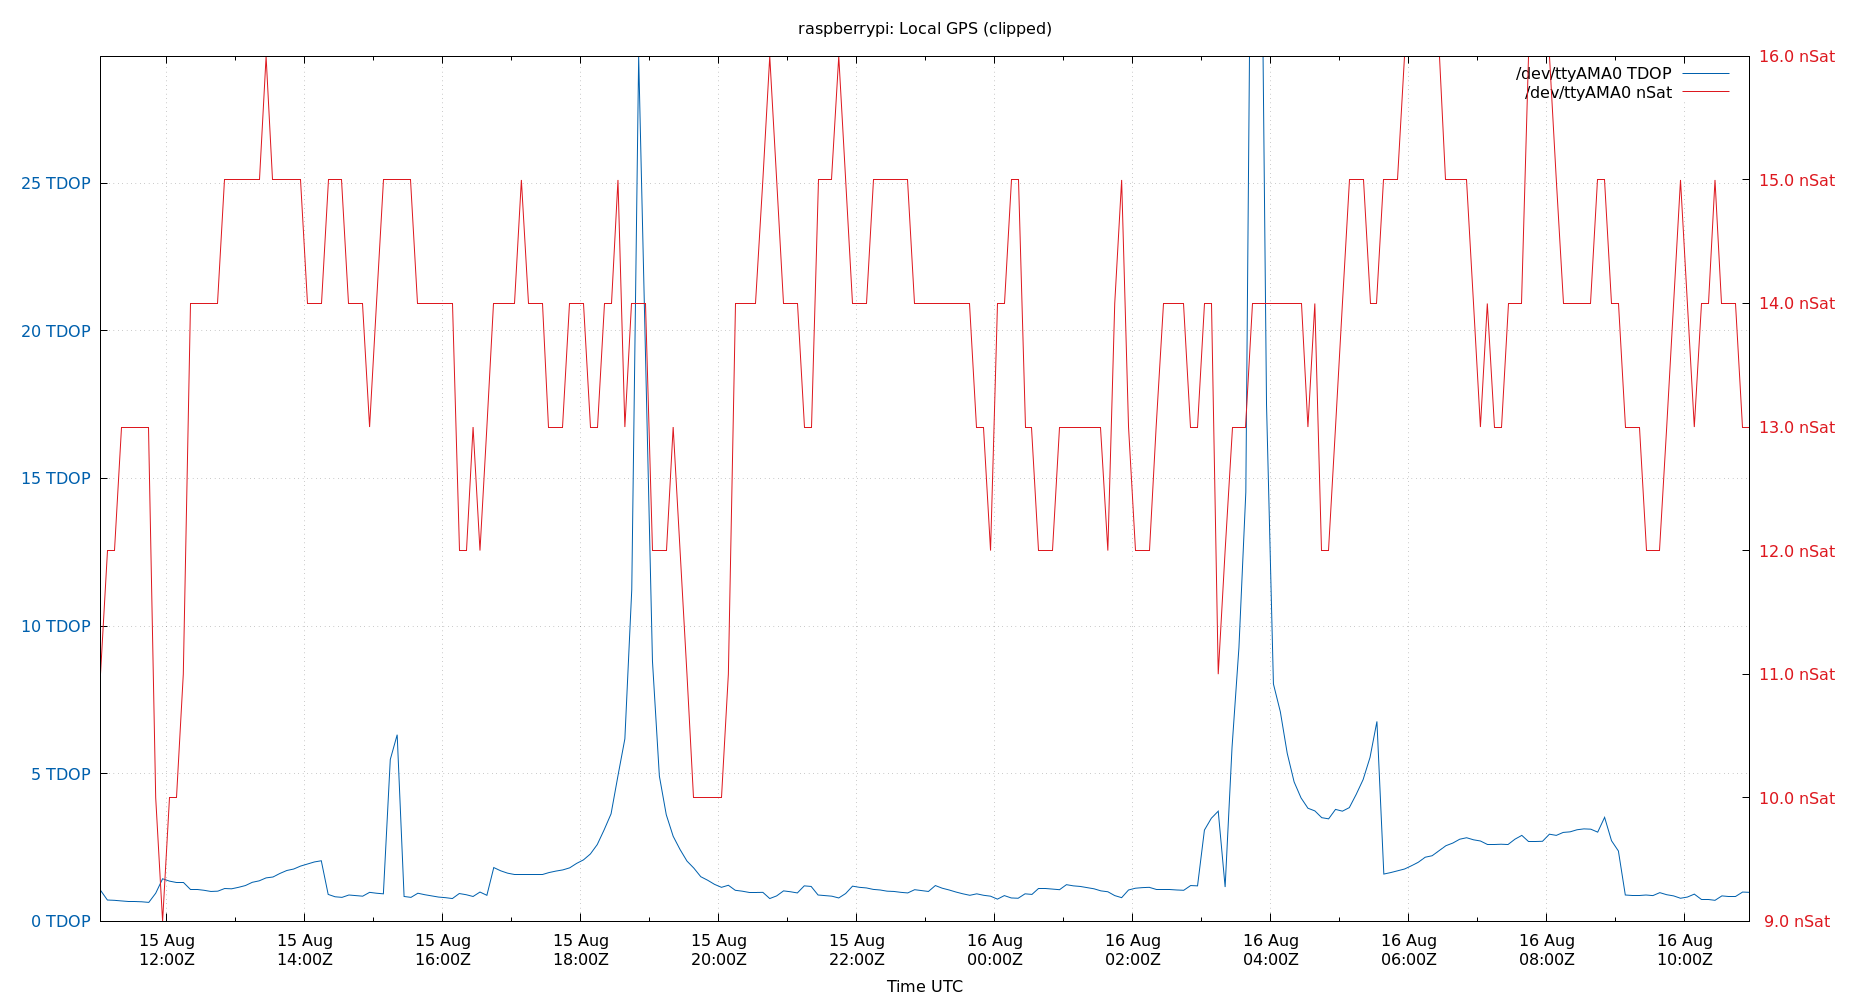 raspberrypi: Local GPS (clipped)
/dev/ttyAMA0 TDOP
/dev/ttyAMA0 nSat
25 TDOP
20 TDOP
15 TDOP
10 TDOP
5 TDOP
0 TDOP
16.0 nSat
15.0 nSat
14.0 nSat
13.0 nSat
12.0 nSat
11.0 nSat
10.0 nSat
9.0 nSat
15 Aug
12:00Z
15 Aug
14:00Z
15 Aug
16:00Z
15 Aug
18:00Z
15 Aug
20:00Z
15 Aug
22:00Z
16 Aug
00:00Z
16 Aug
02:00Z
16 Aug
04:00Z
16 Aug
06:00Z
16 Aug
08:00Z
16 Aug
10:00Z
Time UTC